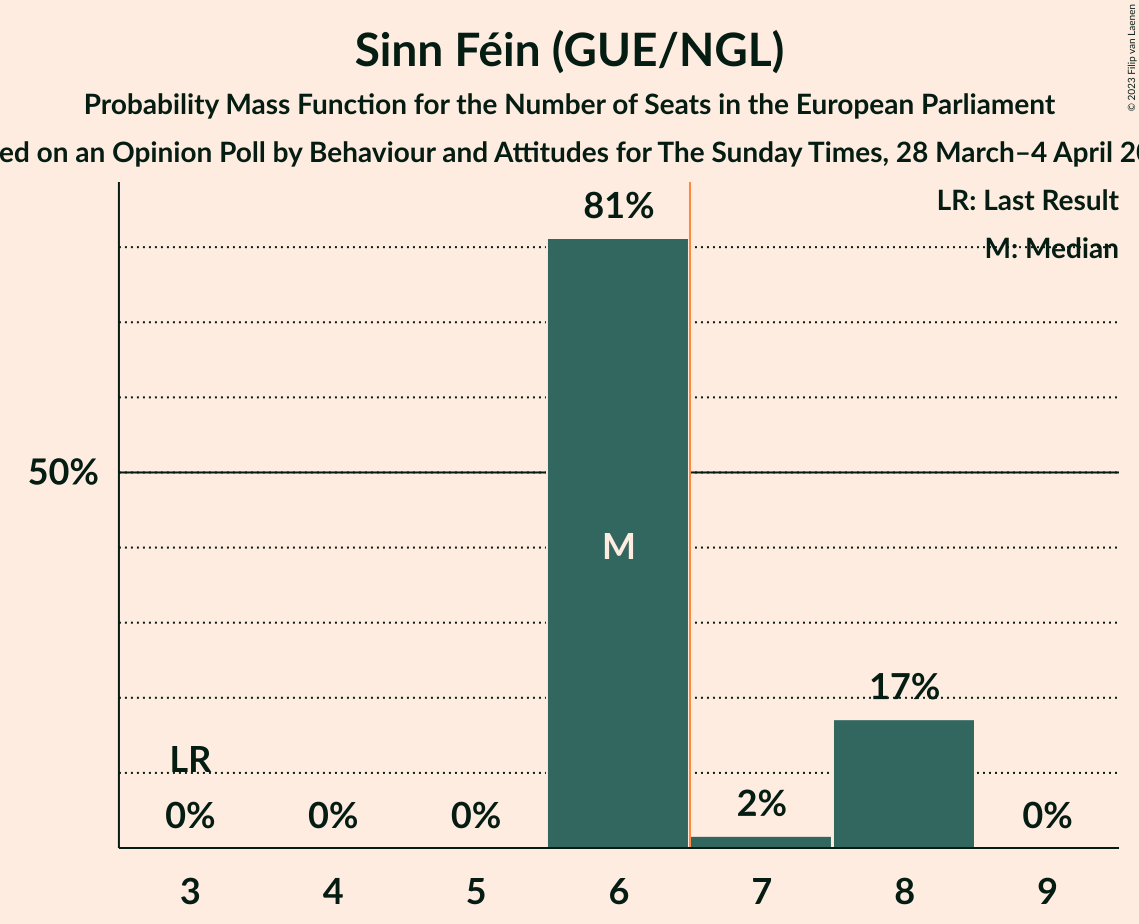 Sinn Féin (GUE/NGL)
Probability Mass Function for the Number of Seats in the European Parliament
on an Opinion Poll by Behaviour and Attitudes for The Sunday Times, 28 March–4 April
© 2023 Filip van Laenen
LR: Last Result
M: Median
81%
50%
M
17%
LR
2%
0%
0%
0%
0%
3
4
5
6
7
8
9